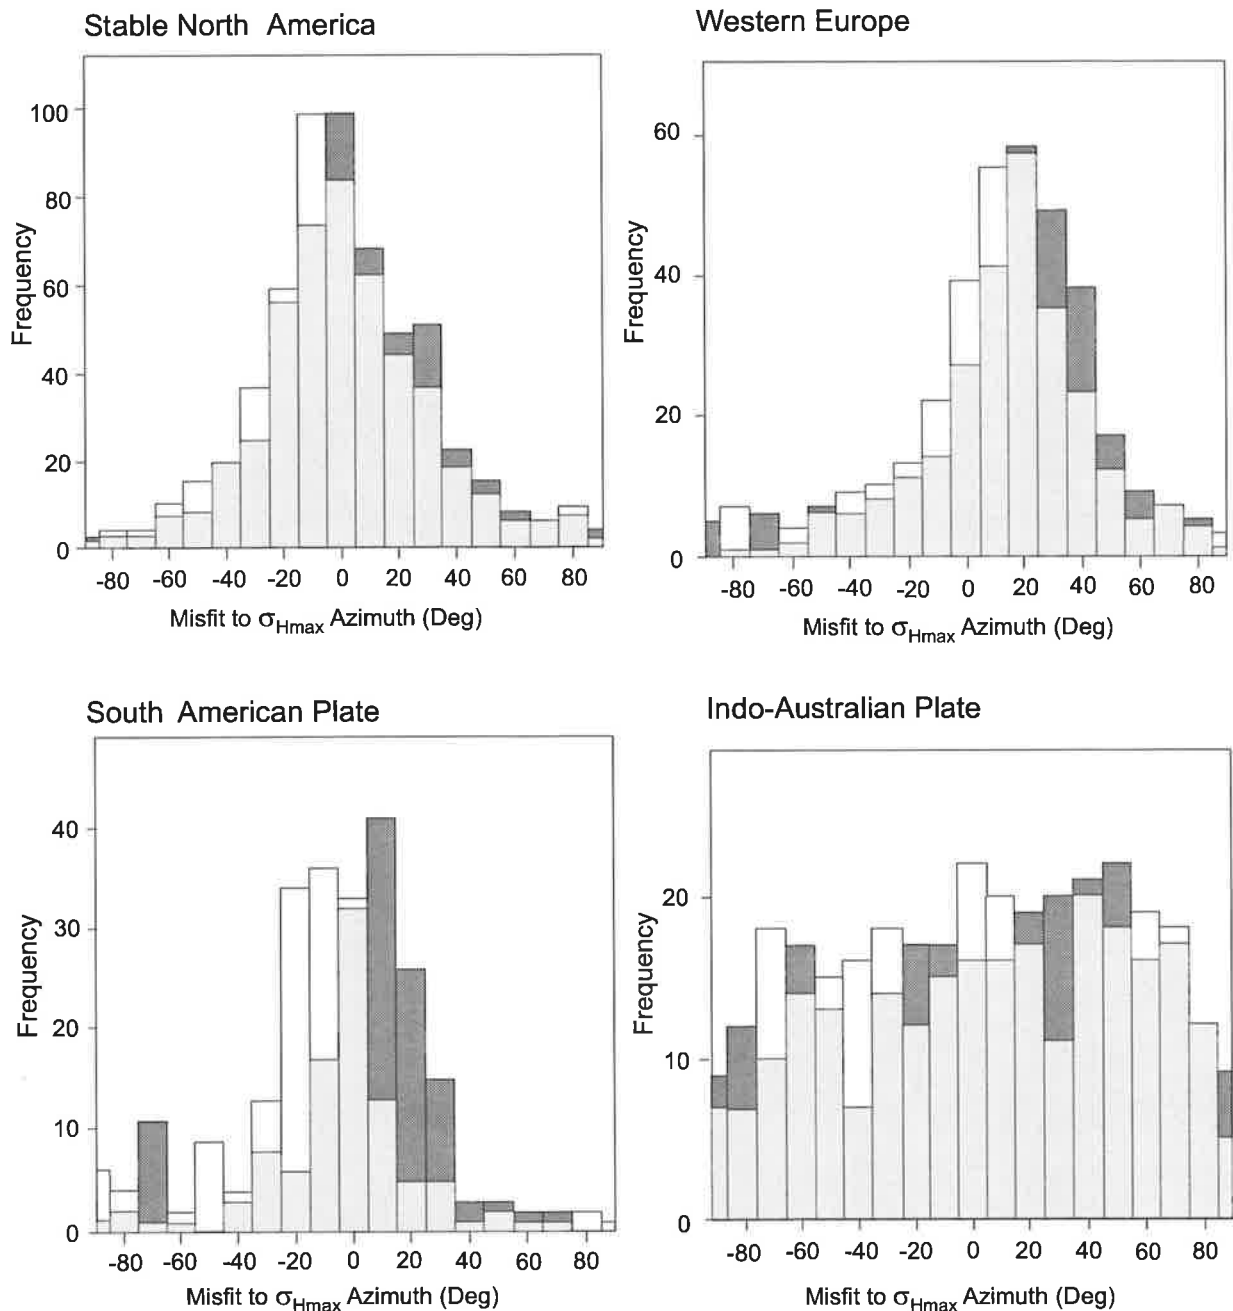 Stable North America
100
80
60
40
20
0
Frequency
-80 -60 -40 -20 0 20 40 60 80
Misfit to σHmax Azimuth (Deg)
Western Europe
60
40
20
0
Frequency
-80 -60 -40 -20 0 20 40 60 80
Misfit to σHmax Azimuth (Deg)
South American Plate
40
30
20
10
0
Frequency
-80 -60 -40 -20 0 20 40 60 80
Misfit to σHmax Azimuth (Deg)
Indo-Australian Plate
20
10
0
Frequency
-80 -60 -40 -20 0 20 40 60 80
Misfit to σHmax Azimuth (Deg)